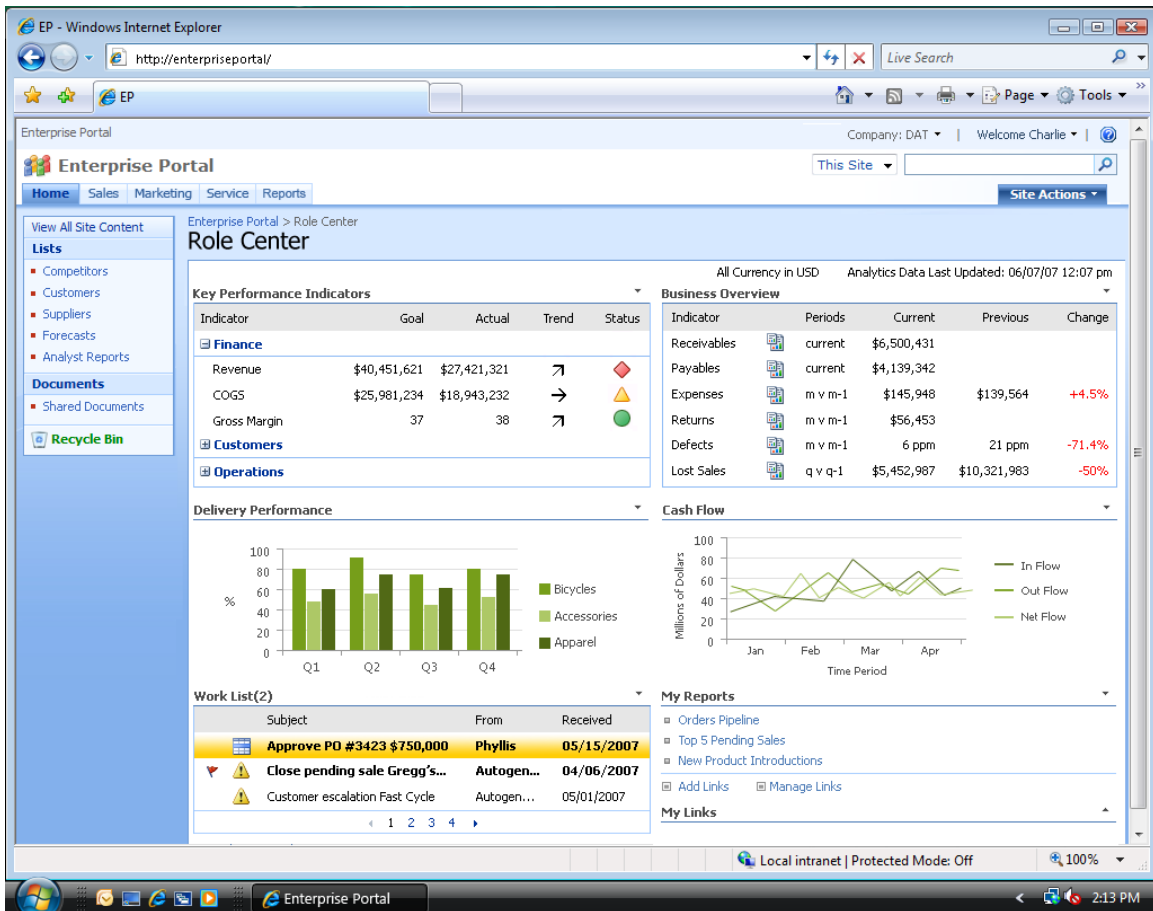 EP - Windows Internet Explorer
http://enterpriseportal/
Live Search
EP
Page
Tools
Enterprise Portal
Company: DAT | Welcome Charlie |
Enterprise Portal
This Site
Home Sales Marketing Service Reports
Site Actions
View All Site Content
Lists
Competitors
Customers
Suppliers
Forecasts
Analyst Reports
Documents
Shared Documents
Recycle Bin
Enterprise Portal > Role Center
Role Center
All Currency in USD Analytics Data Last Updated: 06/07/07 12:07 pm
Key Performance Indicators
Indicator Goal Actual Trend Status
Finance
Revenue $40,451,621 $27,421,321
COGS $25,981,234 $18,943,232
Gross Margin 37 38
Customers
Operations
Business Overview
Indicator Periods Current Previous Change
Receivables current $6,500,431
Payables current $4,139,342
Expenses m v m-1 $145,948 $139,564 +4.5%
Returns m v m-1 $56,453
Defects m v m-1 6 ppm 21 ppm -71.4%
Lost Sales q v q-1 $5,452,987 $10,321,983 -50%
Delivery Performance
100
80
60
40
20
0
%
Q1 Q2 Q3 Q4
Bicycles
Accessories
Apparel
Cash Flow
Millions of Dollars
100
80
60
40
20
0
Jan Feb Mar Apr
Time Period
In Flow
Out Flow
Net Flow
Work List(2)
Subject From Received
Approve PO #3423 $750,000 Phyllis 05/15/2007
Close pending sale Gregg's... Autogen... 04/06/2007
Customer escalation Fast Cycle Autogen... 05/01/2007
1 2 3 4
My Reports
Orders Pipeline
Top 5 Pending Sales
New Product Introductions
Add Links Manage Links
My Links
Local intranet | Protected Mode: Off
100%
Enterprise Portal
2:13 PM